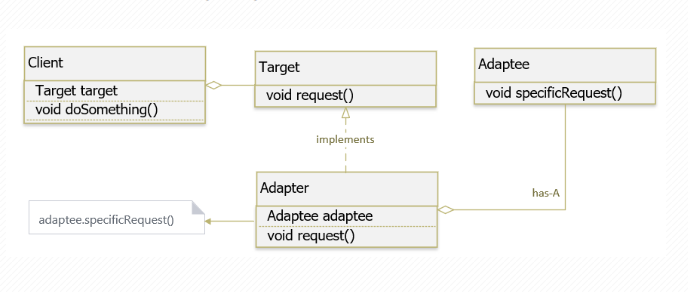 Client
Target target
void doSomething()
Target
void request()
Adaptee
void specificRequest()
implements
Adapter
Adaptee adaptee
void request()
has-A
adaptee.specificRequest()